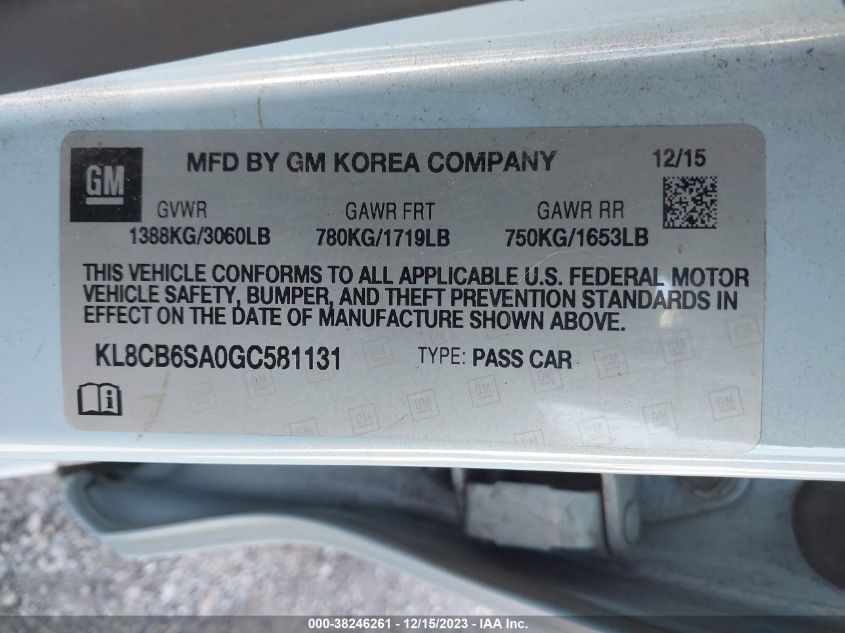 GM
MFD BY GM KOREA COMPANY
12/15
GVWR
GAWR FRT
GAWR RR
1388KG/3060LB
780KG/1719LB
750KG/1653LB
THIS VEHICLE CONFORMS TO ALL APPLICABLE U.S. FEDERAL MOTOR
VEHICLE SAFETY, BUMPER, AND THEFT PREVENTION STANDARDS IN
EFFECT ON THE DATE OF MANUFACTURE SHOWN ABOVE.
KL8CB6SA0GC581131
TYPE: PASS CAR
000-38246261 - 12/15/2023 - IAA Inc.